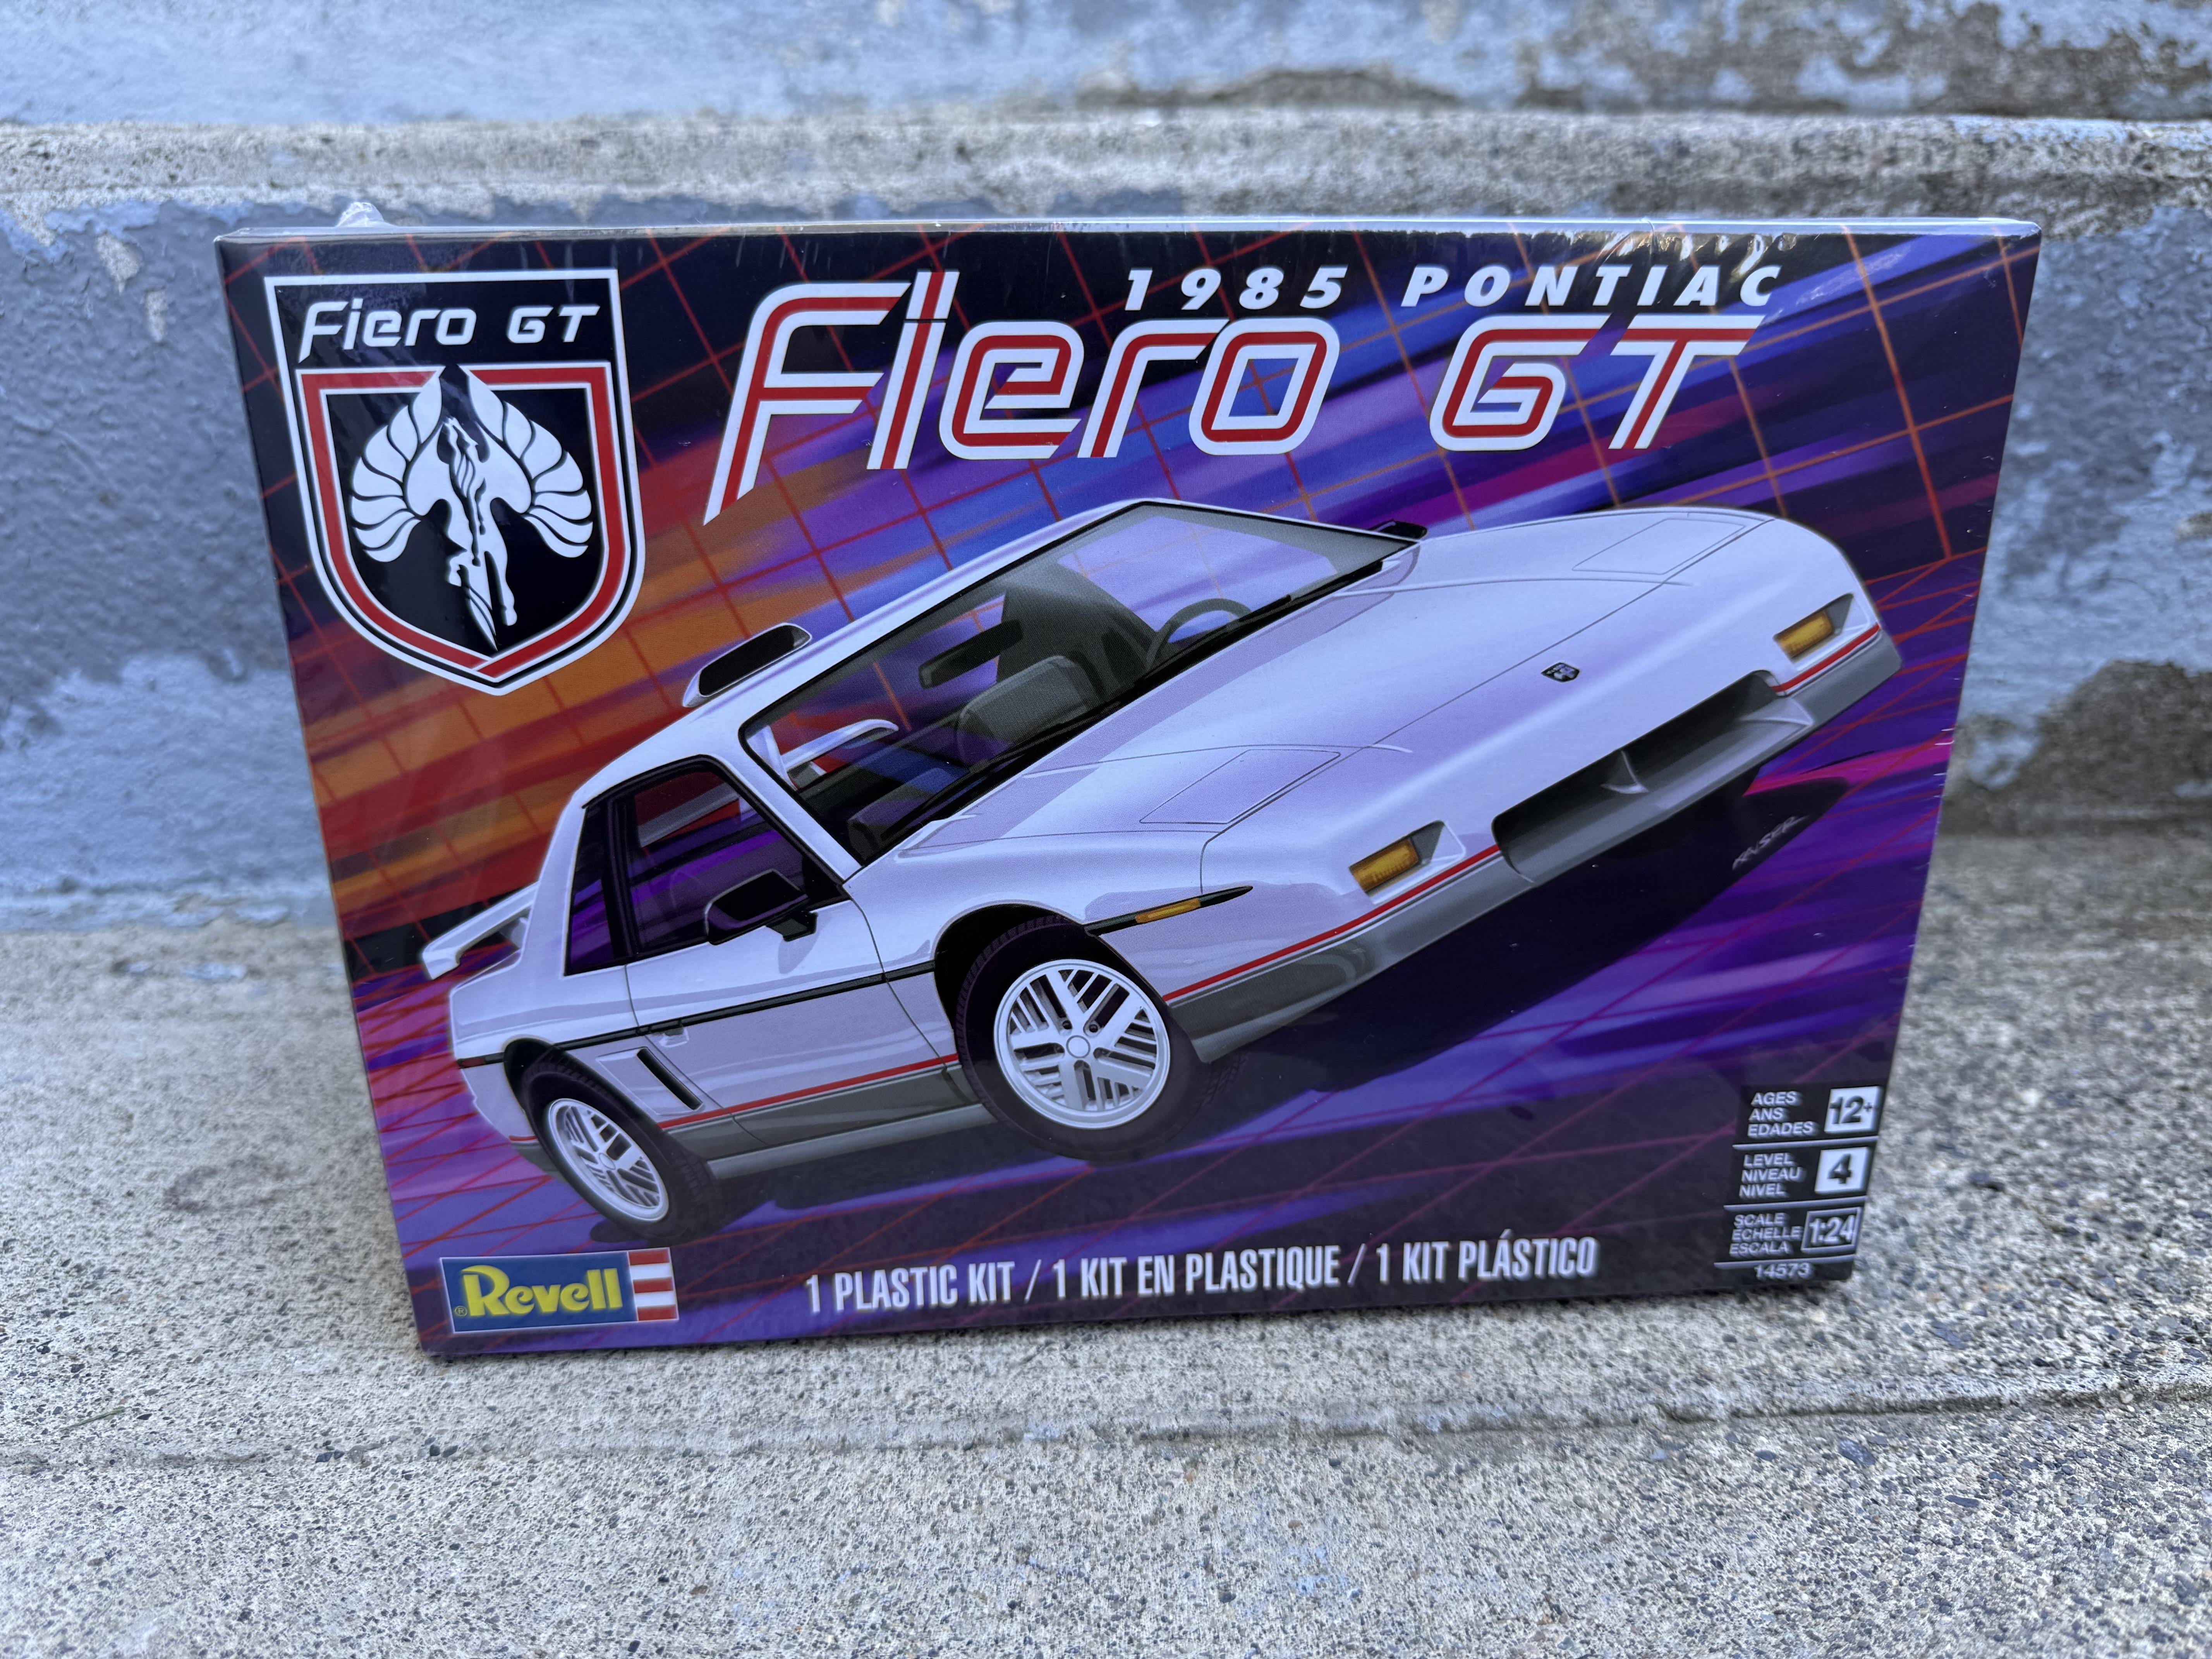 Fiero GT
1985 PONTIAC
Fiero GT
KASER
AGES
ANS
EDADES
12+
LEVEL
NIVEAU
NIVEL
4
SCALE
ECHELLE
ESCALA
1:24
14573
® Revell
1 PLASTIC KIT / 1 KIT EN PLASTIQUE / 1 KIT PLÁSTICO